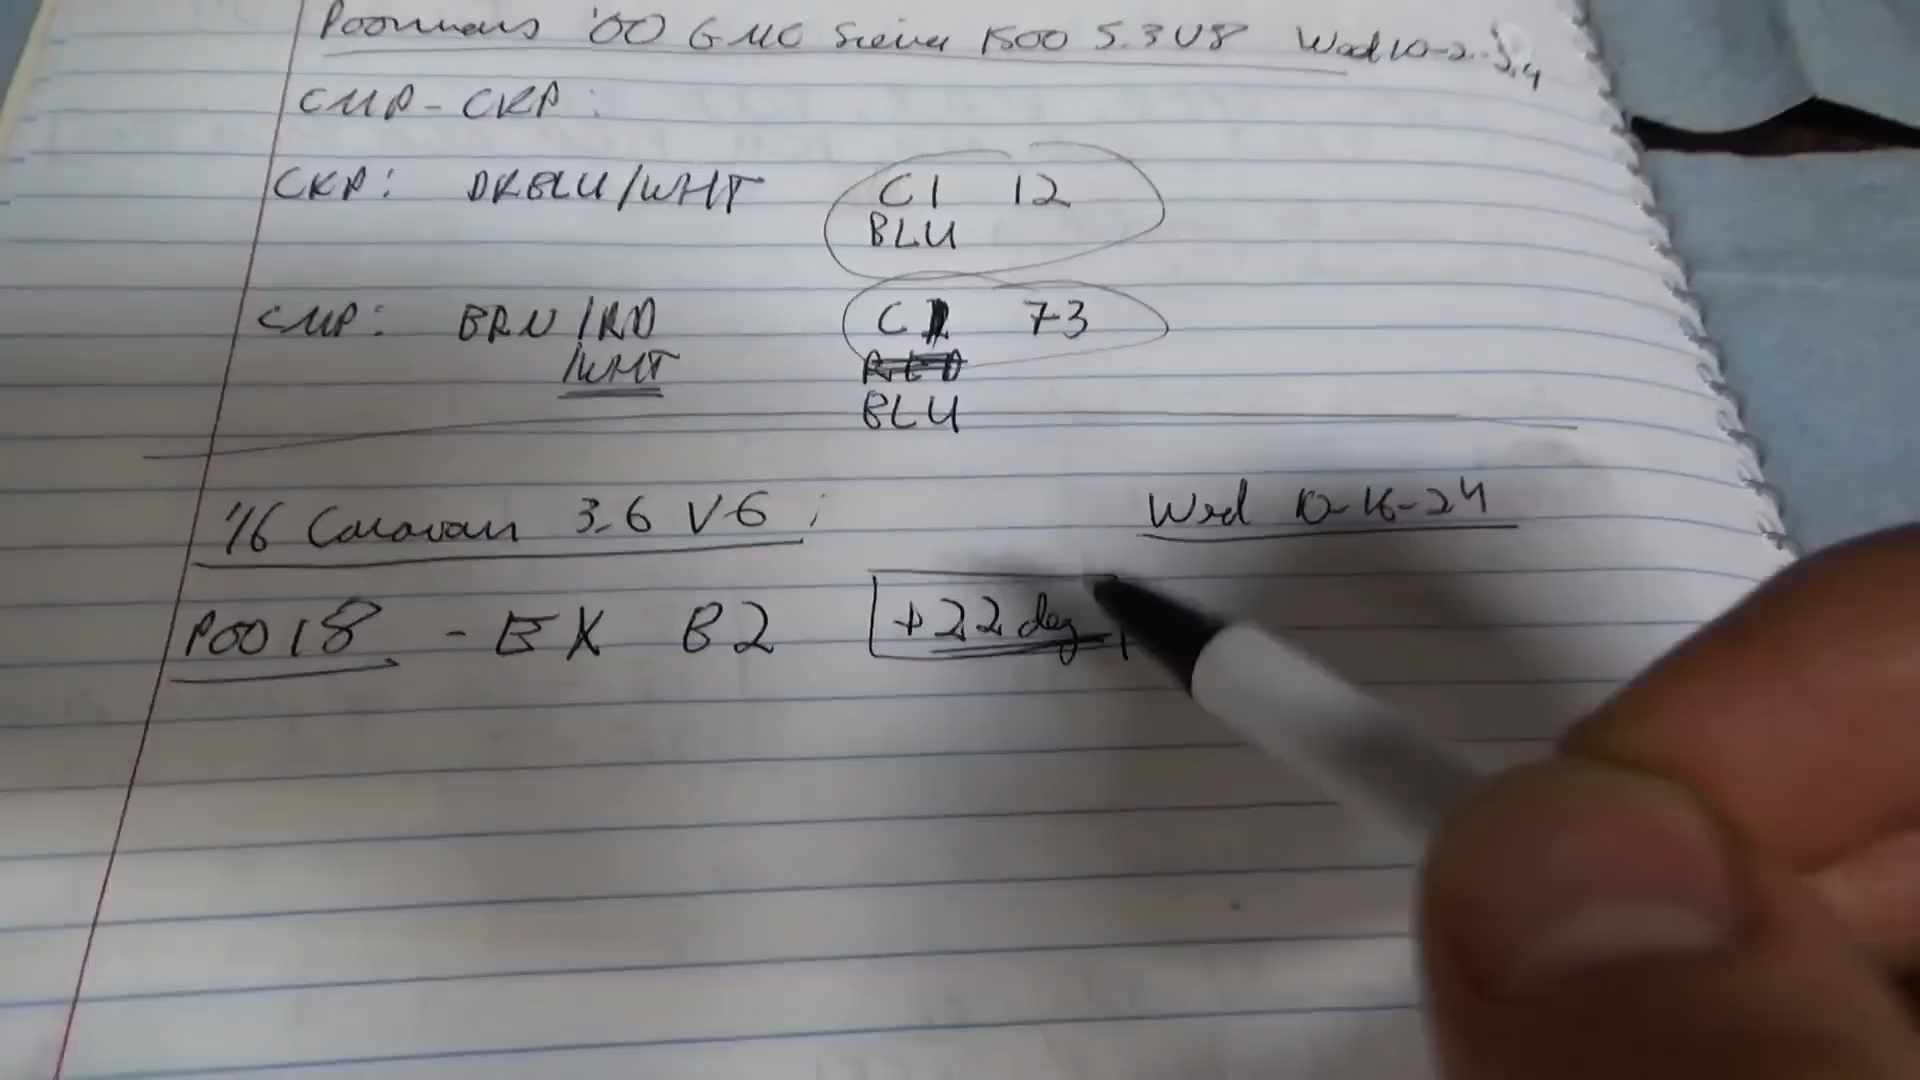 '00 GMC Sierra 1500 5.3 V8 Wed 10-2-24
CMP-CKP:
CKP: DKBLU/WHT C1 12
BLU
CMP: BRN/RD C1 73
/WHT
RED
BLU
'16 Caravan 3.6 V6: Wed 10-16-24
P0018 - EX B2 +22 deg